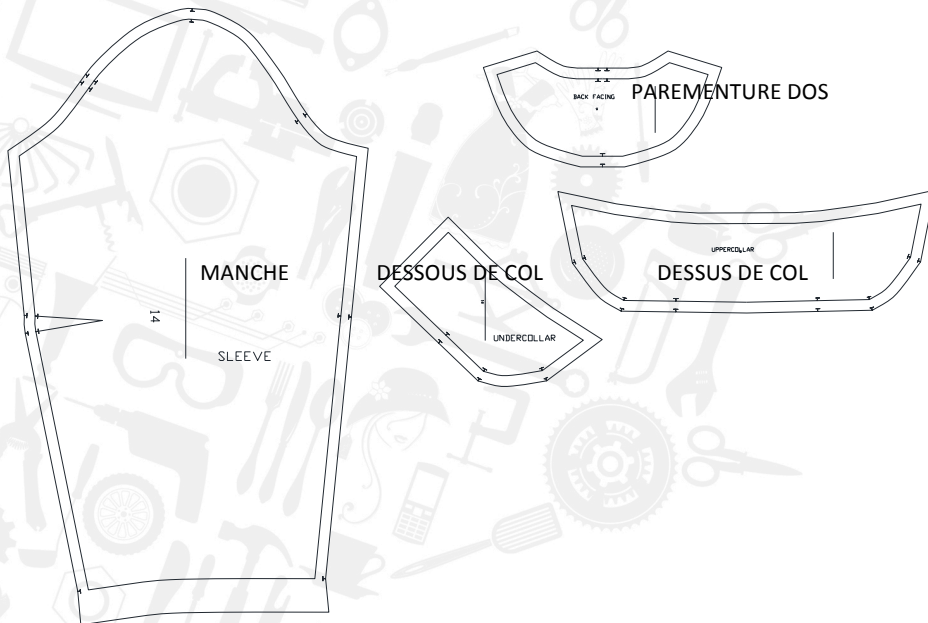 BACK FACING
PAREMENTURE DOS
UPPERCOLLAR
MANCHE
DESSOUS DE COL
DESSUS DE COL
14
UNDERCOLLAR
SLEEVE